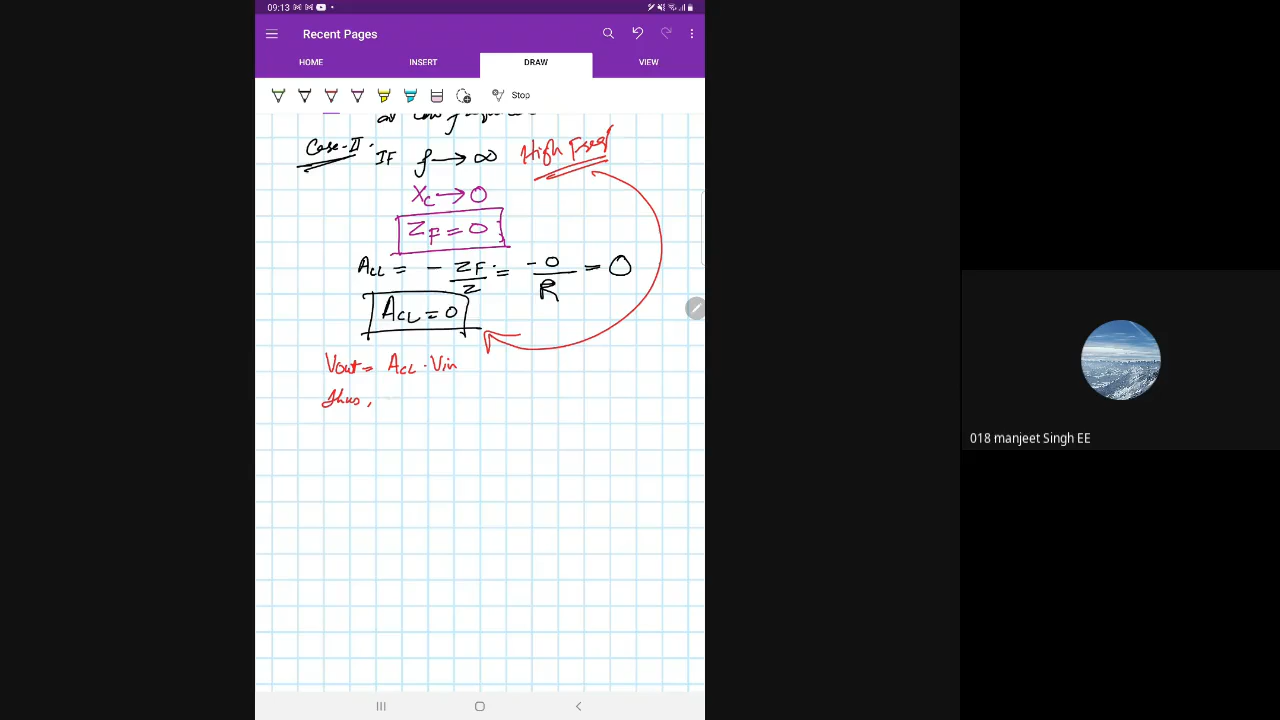 09:13
Recent Pages
HOME INSERT DRAW VIEW
Stop
Case-II IF f → ∞ High Freq
Xc → 0
ZF = 0
ACL = - ZF/Z = -0/R = 0
ACL = 0
Vout = ACL · Vin
thus,
018 manjeet Singh EE